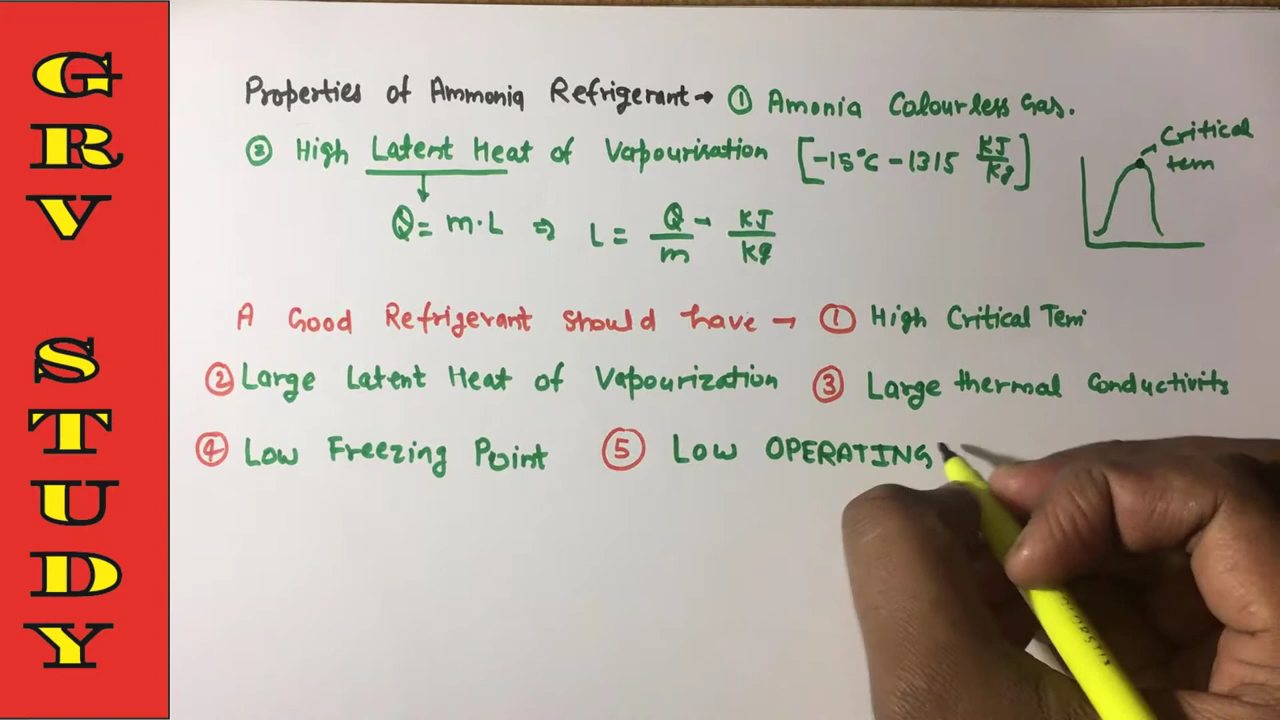 GRV STUDY
Properties of Ammonia Refrigerant → ① Amonia Colourless Gas.
② High Latent Heat of Vapourisation [-15°C - 1315 KJ/Kg]
Critical tem
Q = m·L ⇒ L = Q/m - KJ/Kg
A Good Refrigerant should have → ① High Critical Tem
② Large Latent Heat of Vapourization ③ Large thermal Conductivits
④ Low Freezing Point ⑤ Low OPERATING